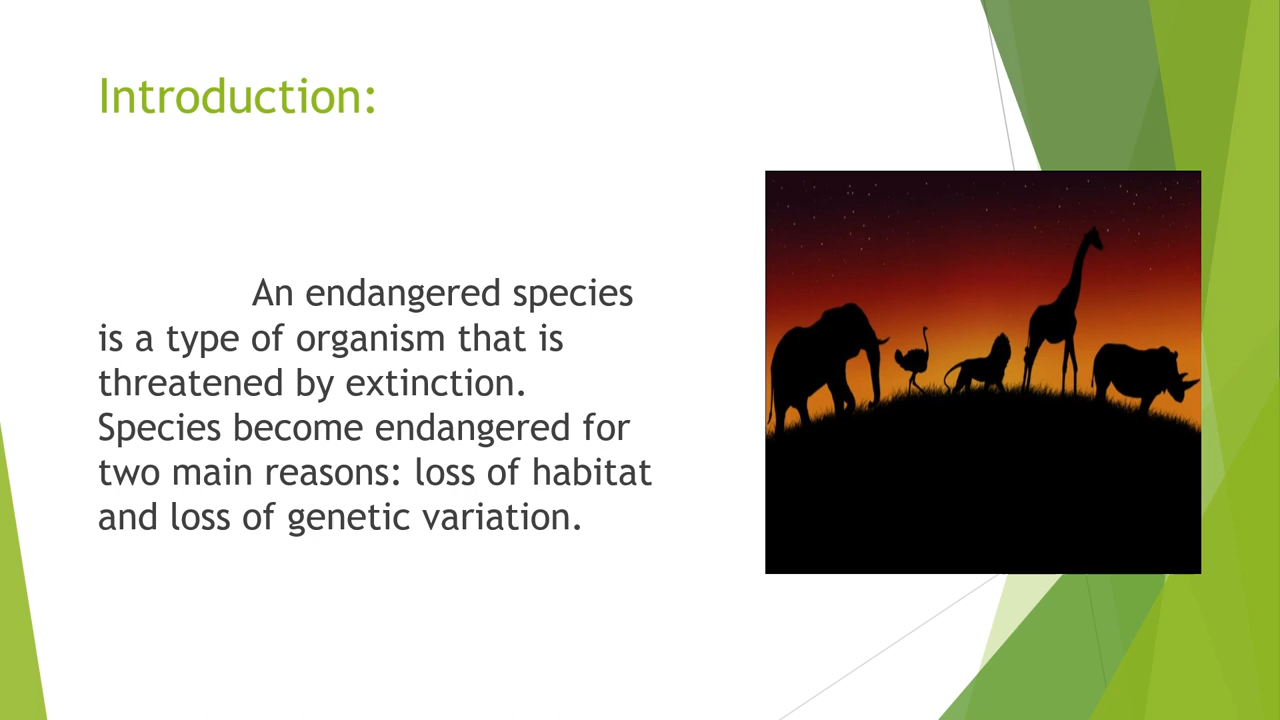 Introduction:
An endangered species
is a type of organism that is
threatened by extinction.
Species become endangered for
two main reasons: loss of habitat
and loss of genetic variation.